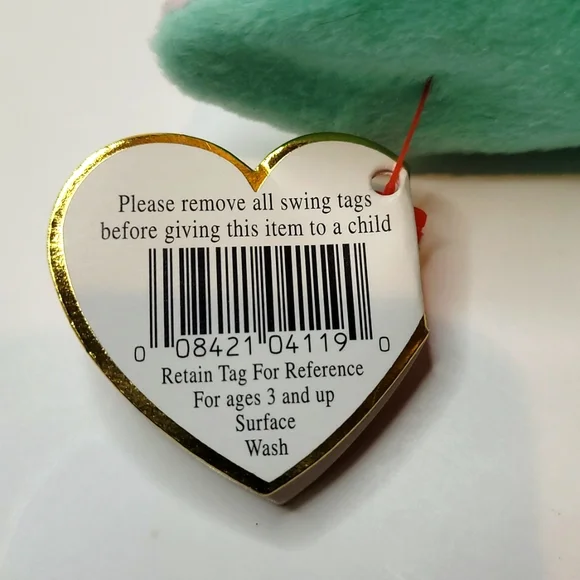 Please remove all swing tags
before giving this item to a child
0 08421 04119 0
Retain Tag For Reference
For ages 3 and up
Surface
Wash